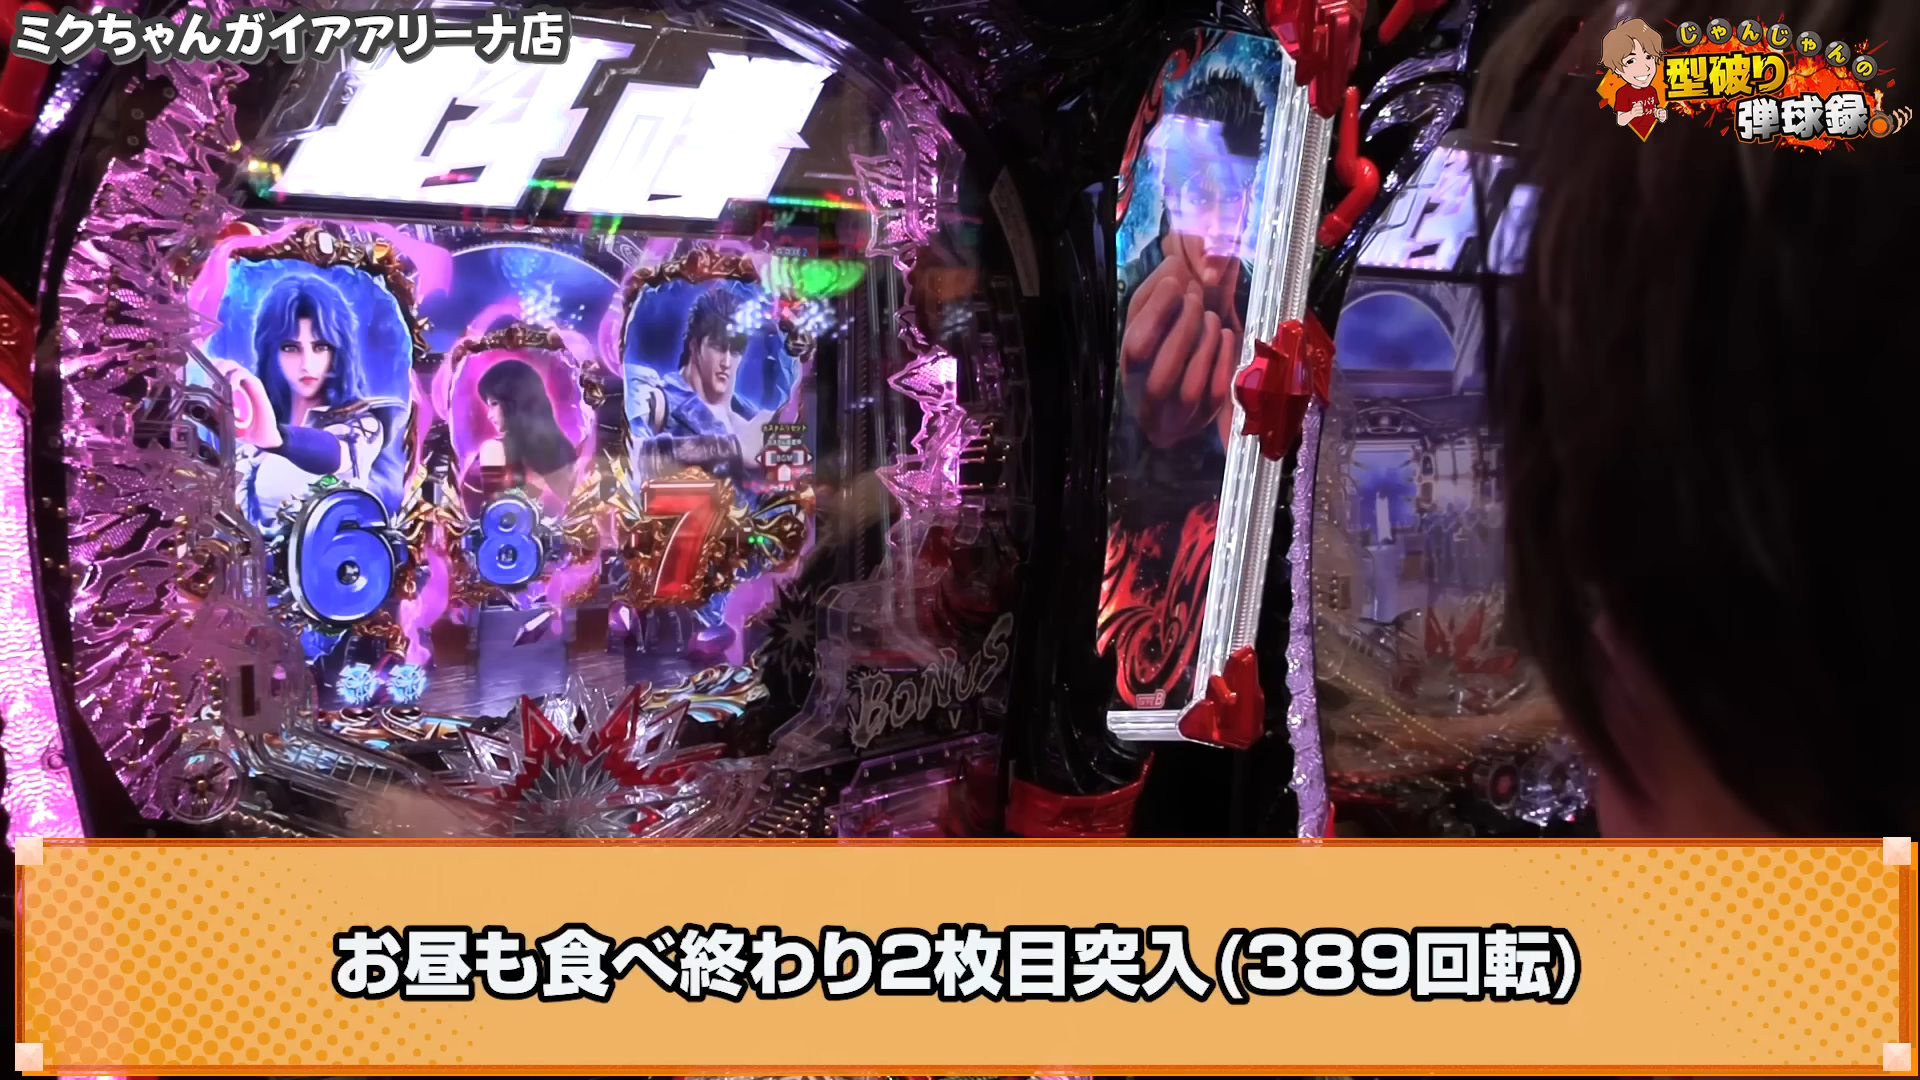 ミクちゃんガイアアリーナ店
じゃんじゃんの
型破り
弾球録!
6
8
7
BGM
BONUS
V
お昼も食べ終わり2枚目突入(389回転)